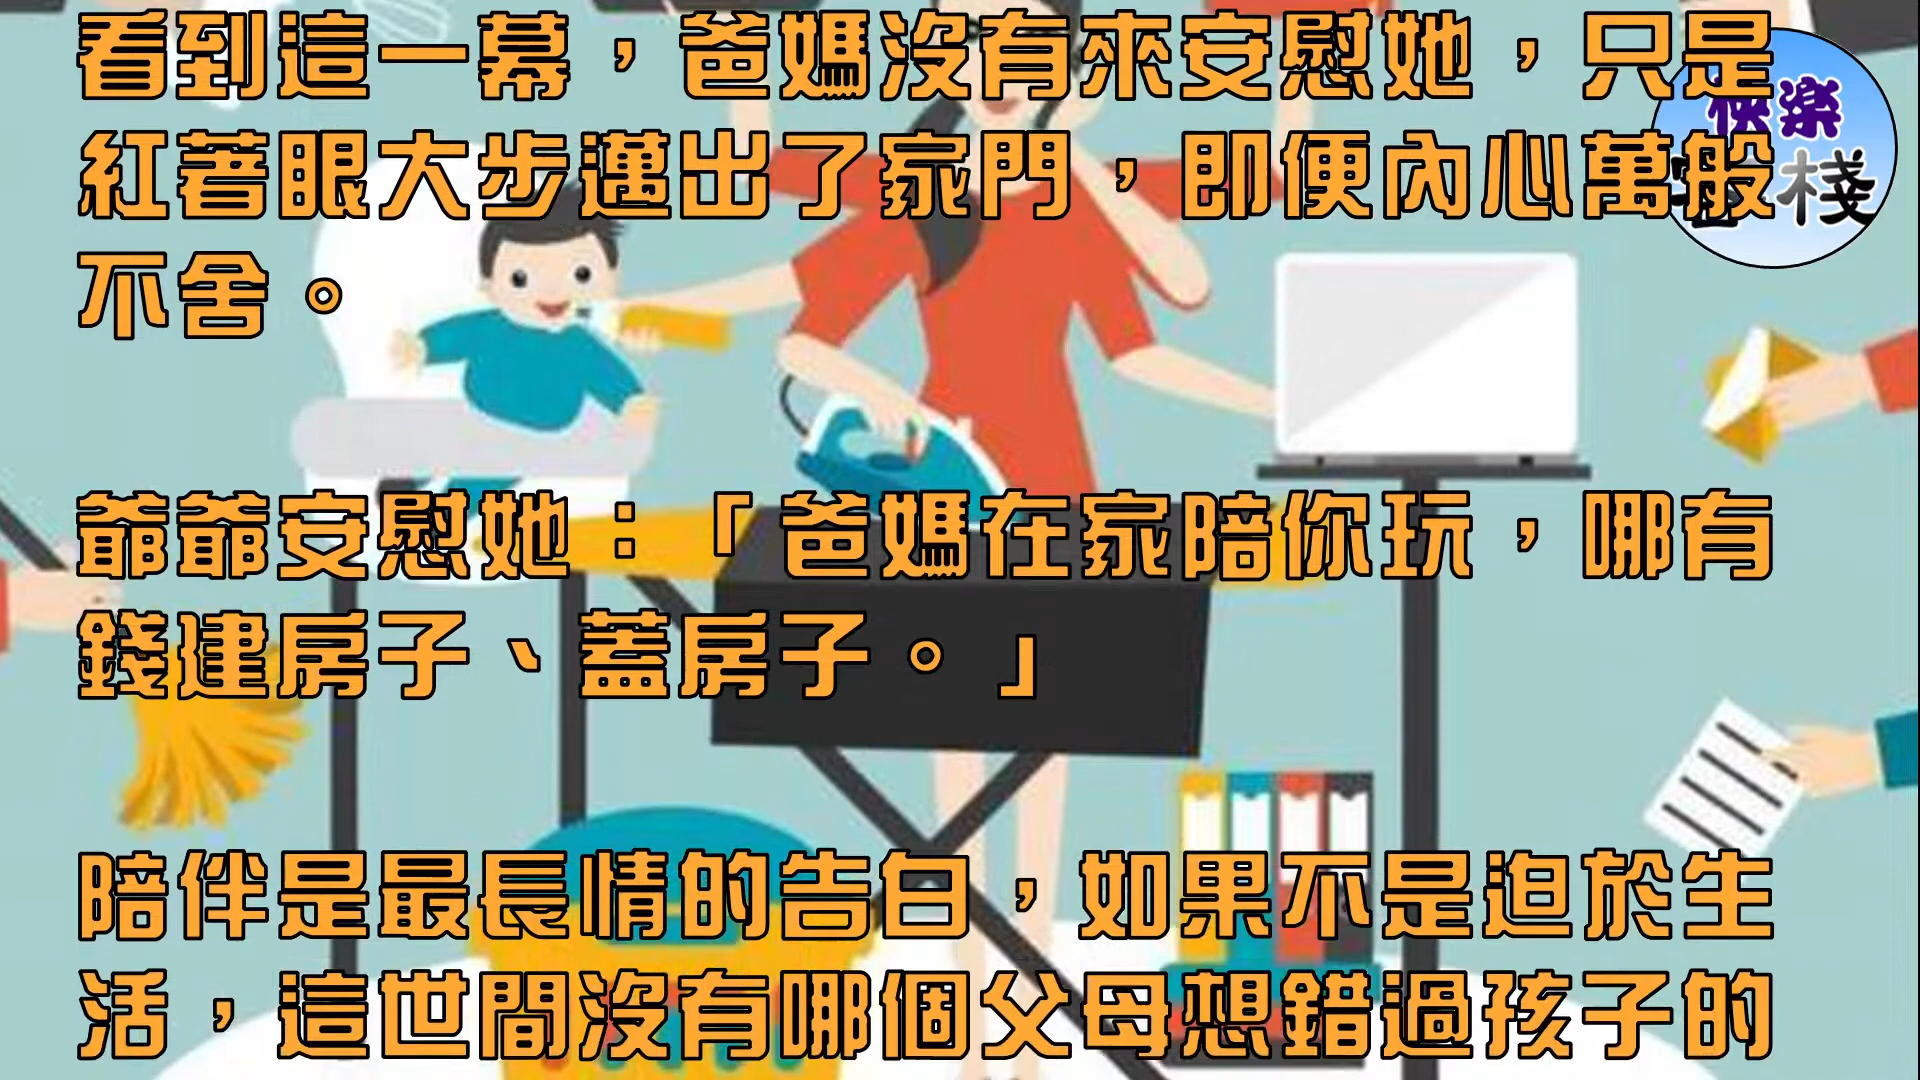 看到這一幕，爸媽沒有來安慰她，只是
紅著眼大步邁出了家門，即便內心萬般
不舍。
爺爺安慰她：「爸媽在家陪你玩，哪有
錢建房子、蓋房子。」
陪伴是最長情的告白，如果不是迫於生
活，這世間沒有哪個父母想錯過孩子的
快樂
棧